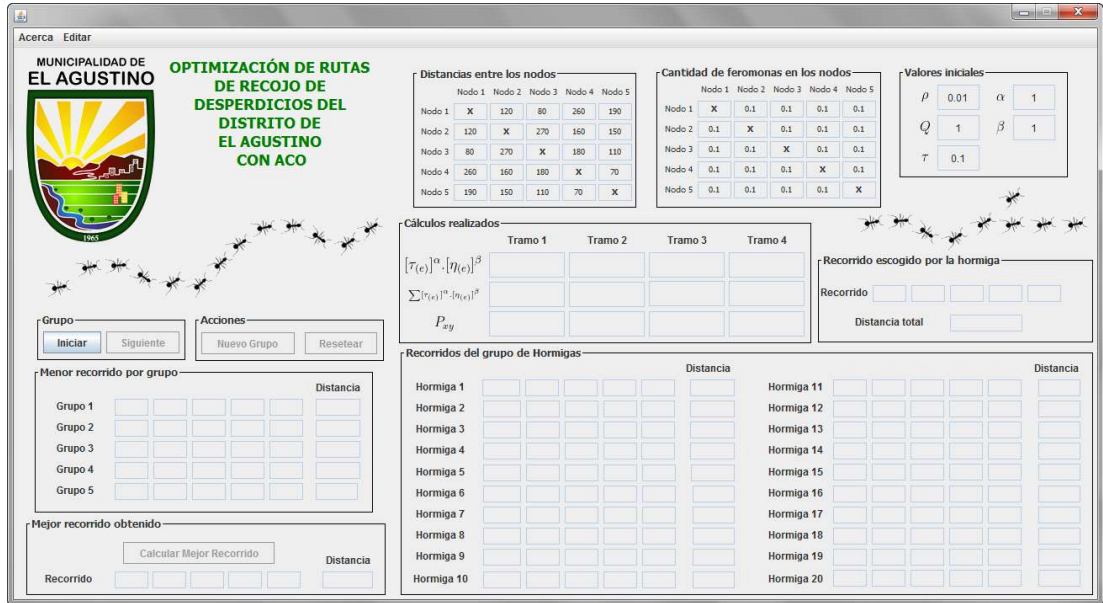 Acerca Editar
MUNICIPALIDAD DE
EL AGUSTINO
1965
OPTIMIZACIÓN DE RUTAS
DE RECOJO DE
DESPERDICIOS DEL
DISTRITO DE
EL AGUSTINO
CON ACO
Distancias entre los nodos
Nodo 1 Nodo 2 Nodo 3 Nodo 4 Nodo 5
Nodo 1 X 120 80 260 190
Nodo 2 120 X 270 160 150
Nodo 3 80 270 X 180 110
Nodo 4 260 160 180 X 70
Nodo 5 190 150 110 70 X
Cantidad de feromonas en los nodos
Nodo 1 Nodo 2 Nodo 3 Nodo 4 Nodo 5
Nodo 1 X 0.1 0.1 0.1 0.1
Nodo 2 0.1 X 0.1 0.1 0.1
Nodo 3 0.1 0.1 X 0.1 0.1
Nodo 4 0.1 0.1 0.1 X 0.1
Nodo 5 0.1 0.1 0.1 0.1 X
Valores iniciales
ρ 0.01 α 1
Q 1 β 1
τ 0.1
Cálculos realizados
Tramo 1 Tramo 2 Tramo 3 Tramo 4
[τ(e)]^α.[η(e)]^β
∑[τ(e)]^α.[η(e)]^β
Pxy
Recorrido escogido por la hormiga
Recorrido
Distancia total
Grupo
Iniciar Siguiente
Acciones
Nuevo Grupo Resetear
Menor recorrido por grupo
Distancia
Grupo 1
Grupo 2
Grupo 3
Grupo 4
Grupo 5
Mejor recorrido obtenido
Calcular Mejor Recorrido
Distancia
Recorrido
Recorridos del grupo de Hormigas
Distancia Distancia
Hormiga 1 Hormiga 11
Hormiga 2 Hormiga 12
Hormiga 3 Hormiga 13
Hormiga 4 Hormiga 14
Hormiga 5 Hormiga 15
Hormiga 6 Hormiga 16
Hormiga 7 Hormiga 17
Hormiga 8 Hormiga 18
Hormiga 9 Hormiga 19
Hormiga 10 Hormiga 20